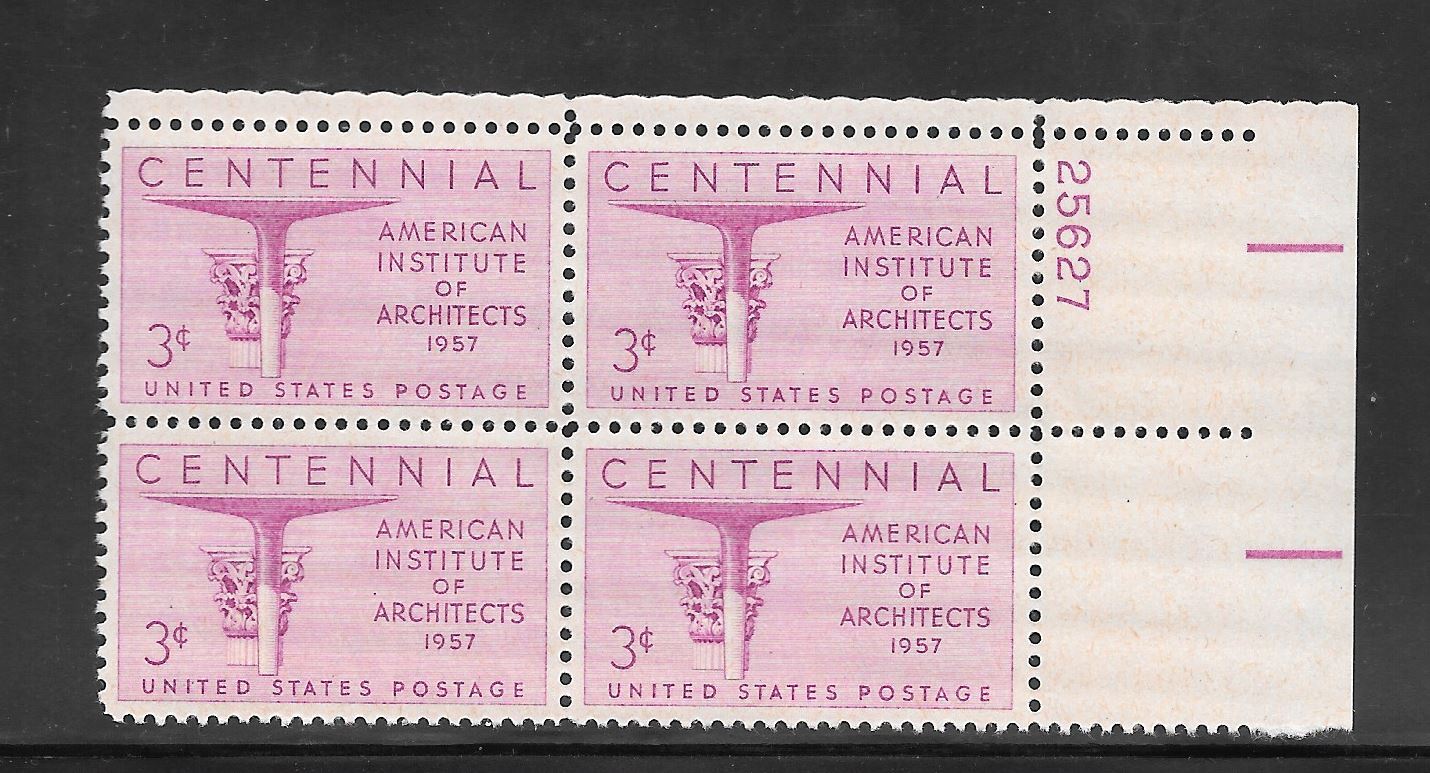 CENTENNIAL
AMERICAN
INSTITUTE
OF
ARCHITECTS
1957
3¢
UNITED STATES POSTAGE
CENTENNIAL
AMERICAN
INSTITUTE
OF
ARCHITECTS
1957
3¢
UNITED STATES POSTAGE
25627
CENTENNIAL
AMERICAN
INSTITUTE
OF
ARCHITECTS
1957
3¢
UNITED STATES POSTAGE
CENTENNIAL
AMERICAN
INSTITUTE
OF
ARCHITECTS
1957
3¢
UNITED STATES POSTAGE